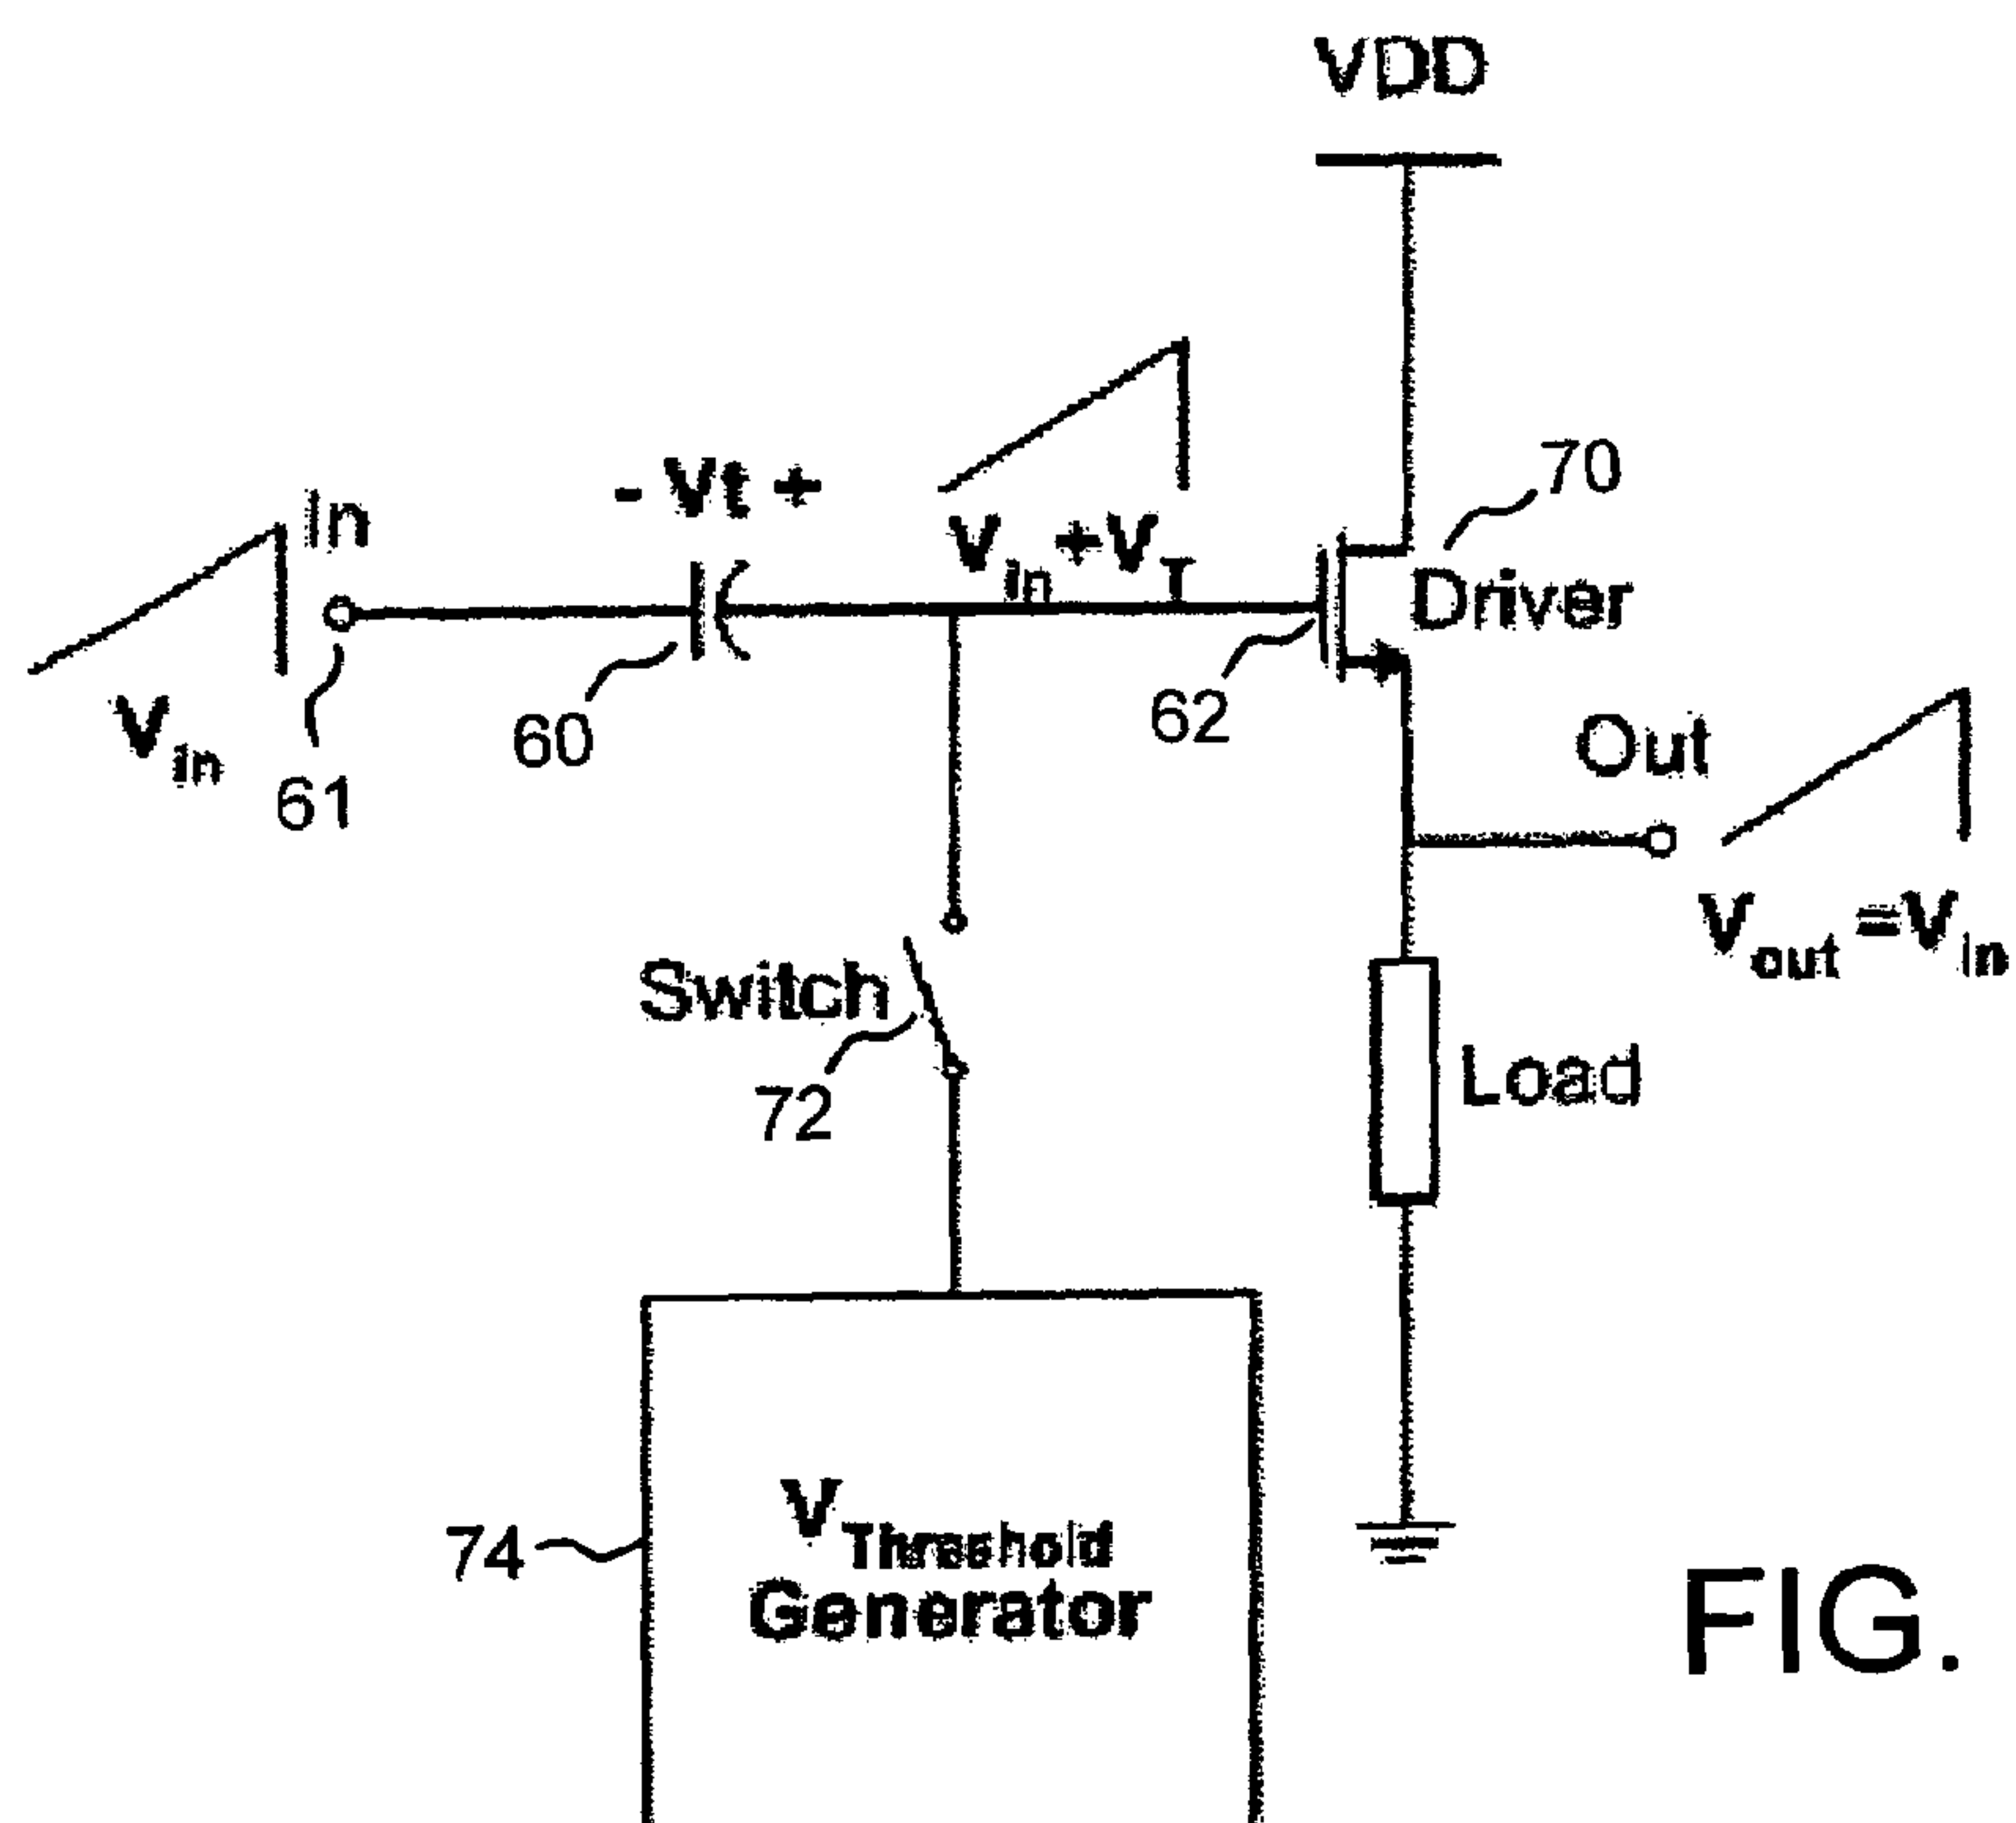 VDD
In
- Vt +
Vin +VT
70
Driver
Vin
61
60
62
Out
Vout =Vin
Switch
72
Load
74
VThreshold
Generator
FIG.